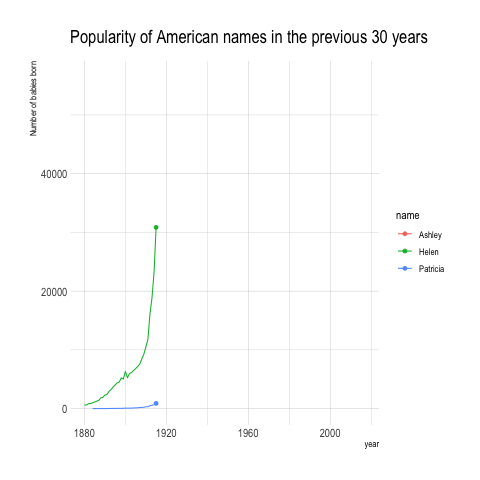 Popularity of American names in the previous 30 years
Number of babies born
40000
20000
0
1880 1920 1960 2000
year
name
Ashley
Helen
Patricia